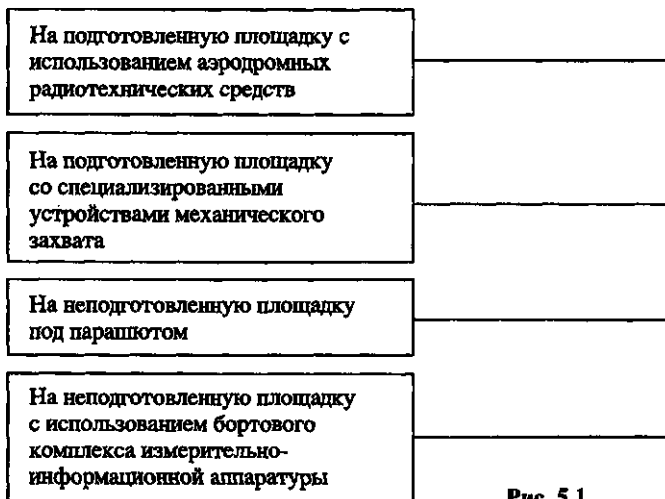 На подготовленную площадку с
использованием аэродромных
радиотехнических средств
На подготовленную площадку
со специализированными
устройствами механического
захвата
На неподготовленную площадку
под парашютом
На неподготовленную площадку
с использованием бортового
комплекса измерительно-
информационной аппаратуры
Рис. 5.1